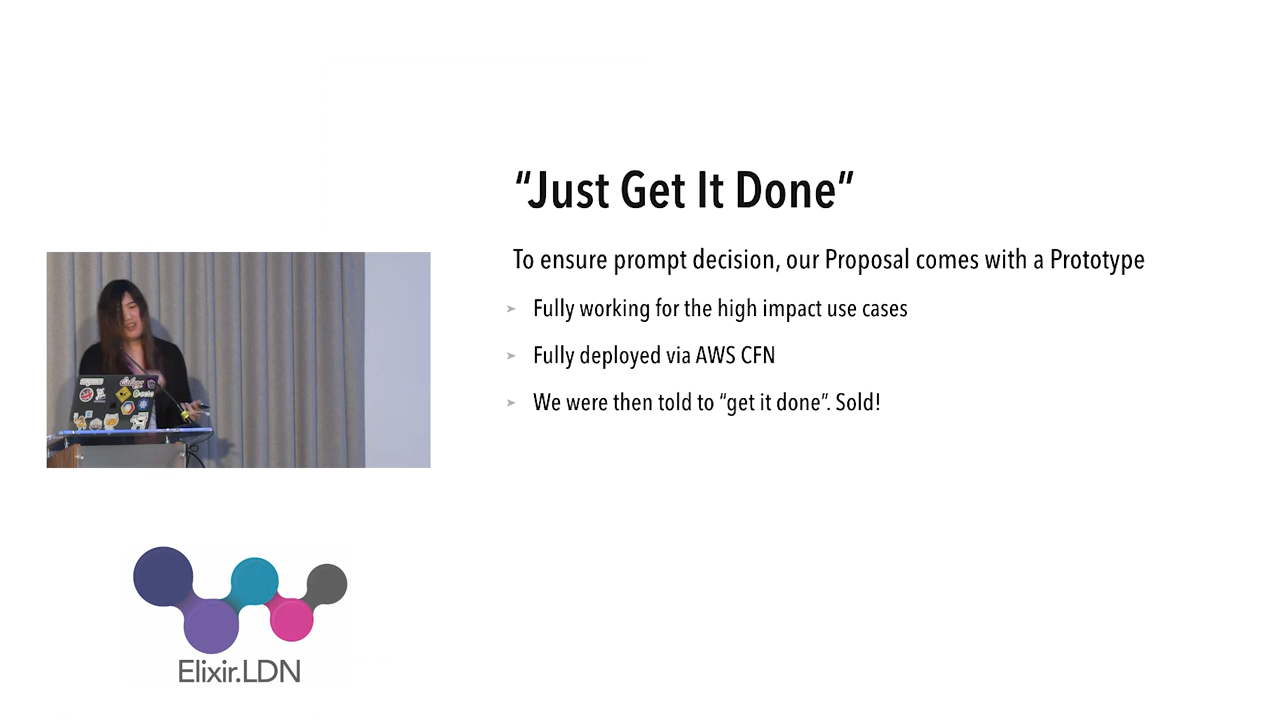 “Just Get It Done”
To ensure prompt decision, our Proposal comes with a Prototype
➤ Fully working for the high impact use cases
➤ Fully deployed via AWS CFN
➤ We were then told to “get it done”. Sold!
Elixir.LDN